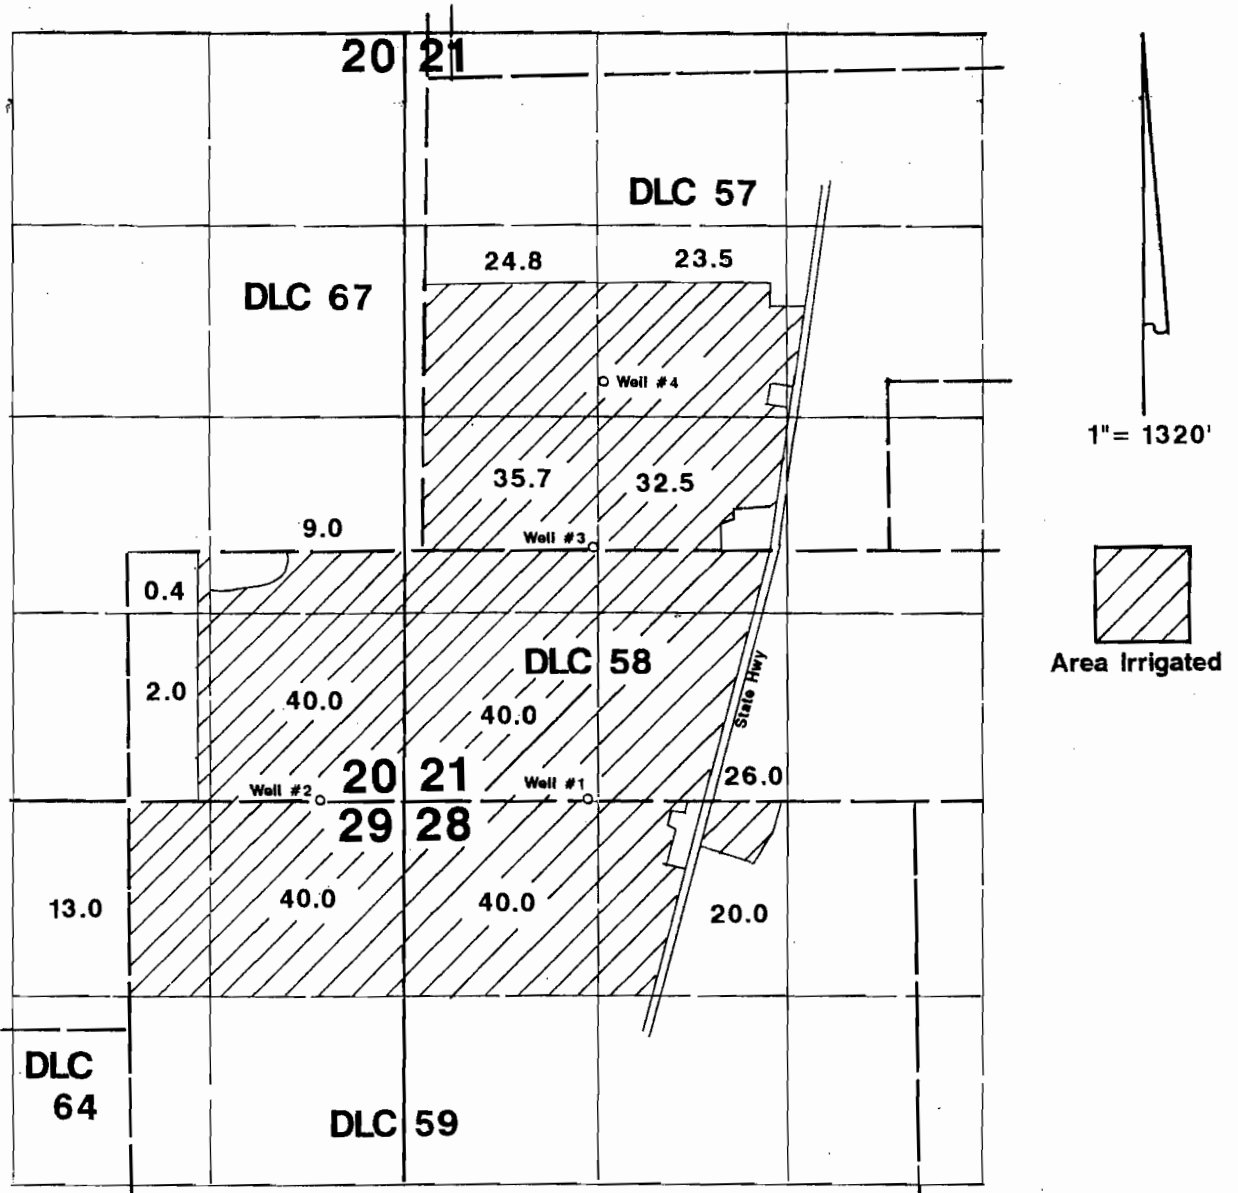 20 21
DLC 57
24.8
23.5
DLC 67
Well #4
1"= 1320'
35.7
32.5
9.0
Well #3
0.4
DLC 58
Area Irrigated
2.0
40.0
40.0
State Hwy
20 21
26.0
Well #2
Well #1
29 28
13.0
40.0
40.0
20.0
DLC
64
DLC 59